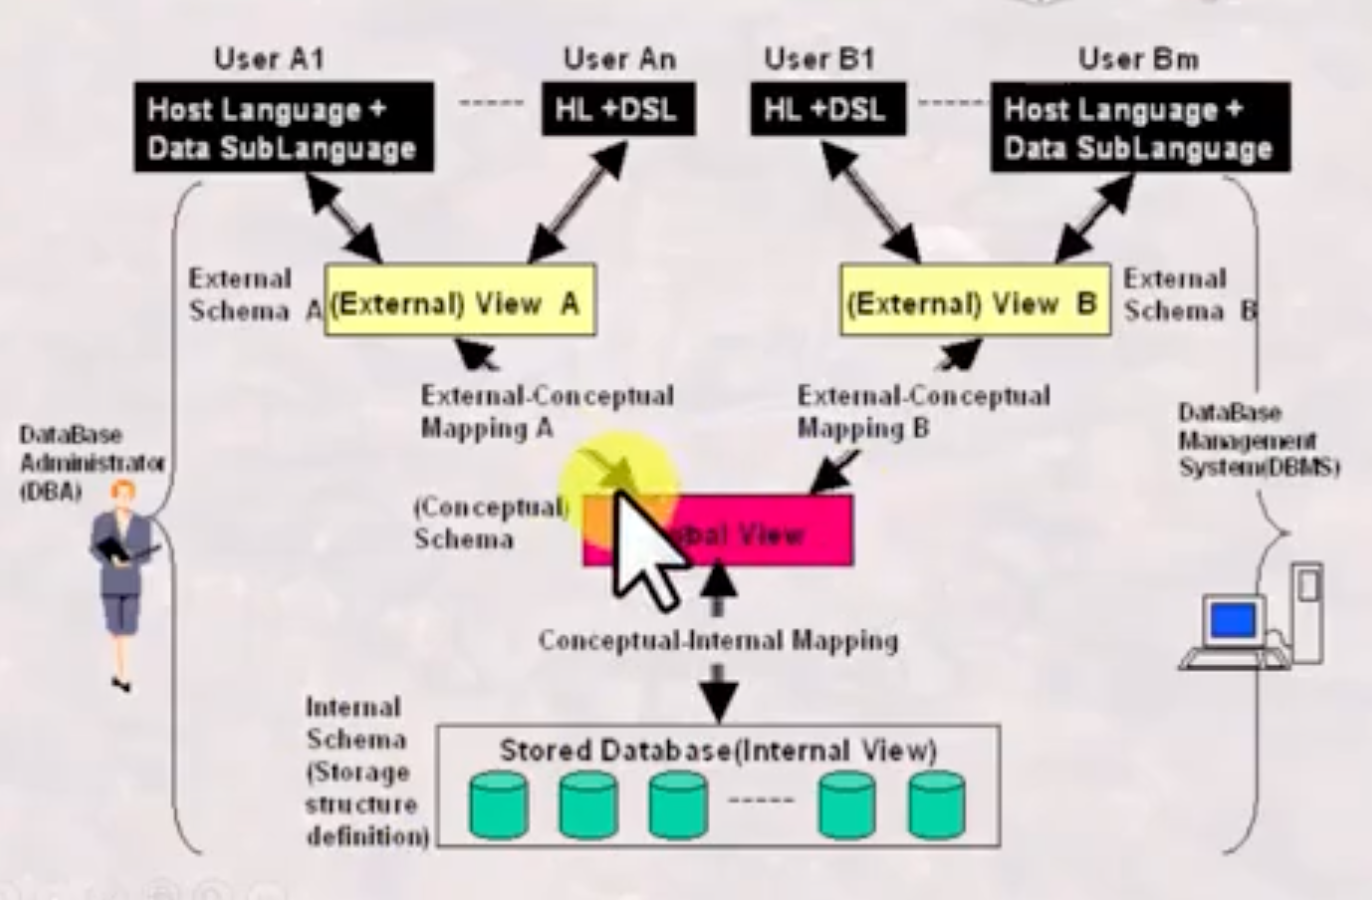 User A1
User An
User B1
User Bm
Host Language +
Data SubLanguage
HL +DSL
HL +DSL
Host Language +
Data SubLanguage
External
Schema A
(External) View A
(External) View B
External
Schema B
External-Conceptual
Mapping A
External-Conceptual
Mapping B
DataBase
Administrator
(DBA)
DataBase
Management
System(DBMS)
(Conceptual)
Schema
View
Conceptual-Internal Mapping
Internal
Schema
(Storage
structure
definition)
Stored Database(Internal View)